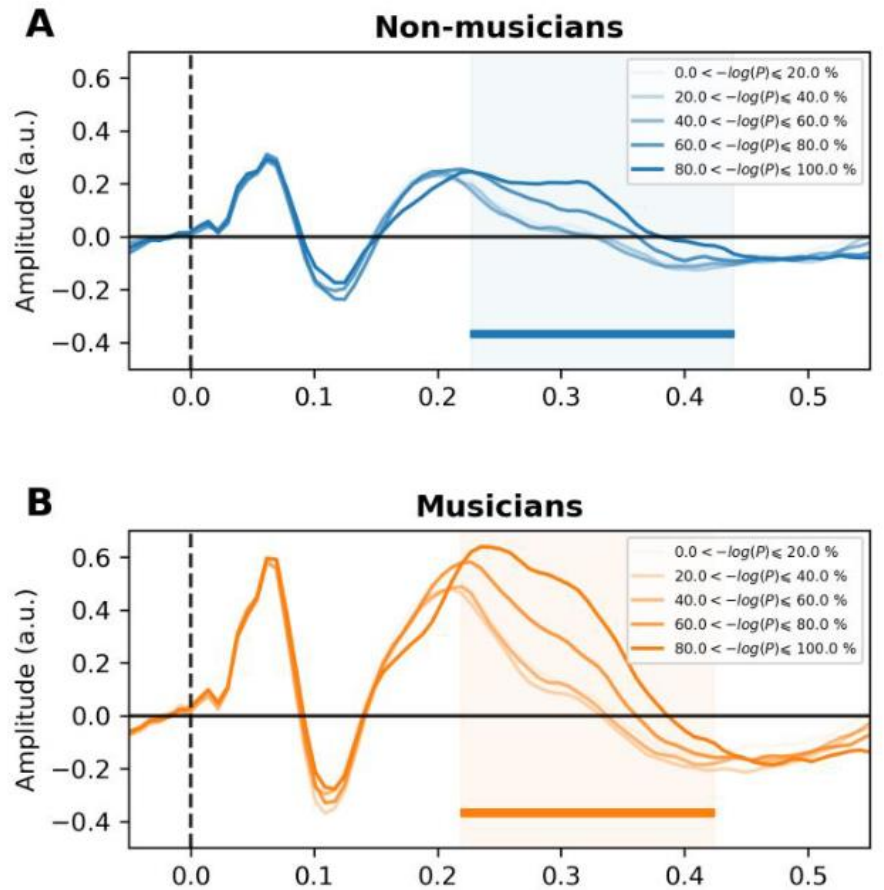 A
Non-musicians
Amplitude (a.u.)
0.6
0.4
0.2
0.0
−0.2
−0.4
0.0 < −log(P) ⩽ 20.0 %
20.0 < −log(P) ⩽ 40.0 %
40.0 < −log(P) ⩽ 60.0 %
60.0 < −log(P) ⩽ 80.0 %
80.0 < −log(P) ⩽ 100.0 %
0.0 0.1 0.2 0.3 0.4 0.5
B
Musicians
Amplitude (a.u.)
0.6
0.4
0.2
0.0
−0.2
−0.4
0.0 < −log(P) ⩽ 20.0 %
20.0 < −log(P) ⩽ 40.0 %
40.0 < −log(P) ⩽ 60.0 %
60.0 < −log(P) ⩽ 80.0 %
80.0 < −log(P) ⩽ 100.0 %
0.0 0.1 0.2 0.3 0.4 0.5